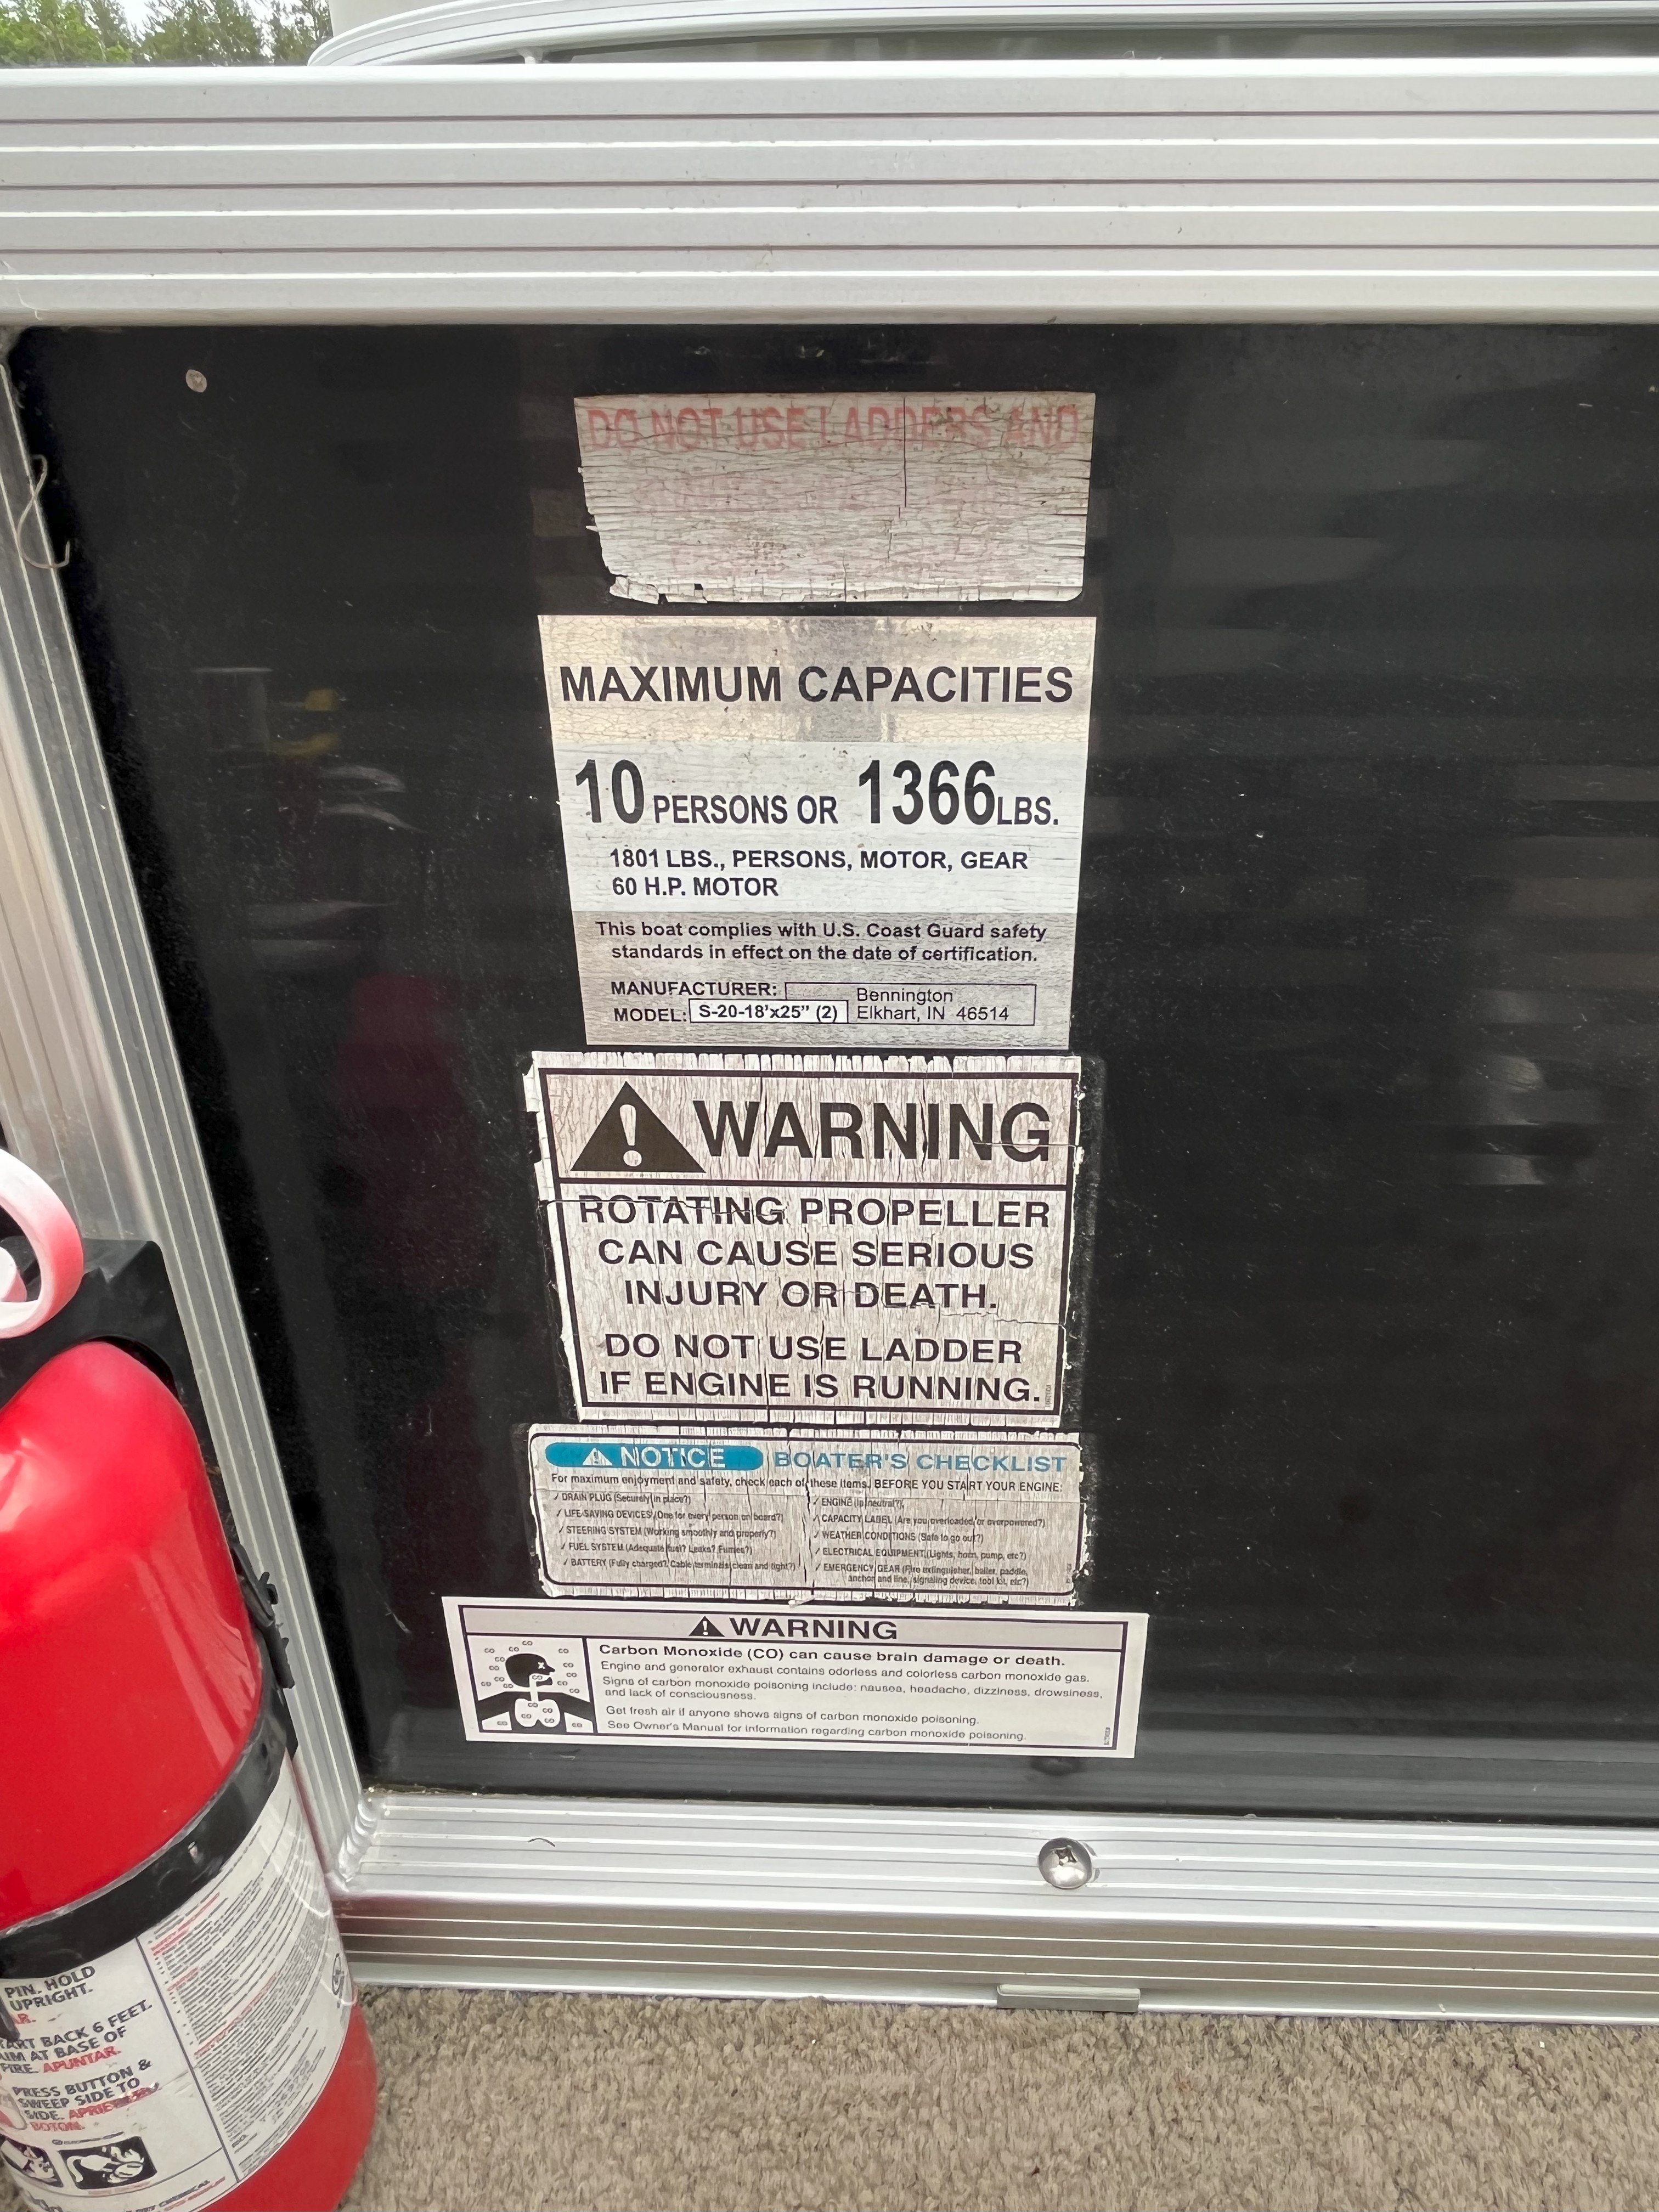 DO NOT USE LADDERS AND
MAXIMUM CAPACITIES
10 PERSONS OR 1366 LBS.
1801 LBS., PERSONS, MOTOR, GEAR
60 H.P. MOTOR
This boat complies with U.S. Coast Guard safety
standards in effect on the date of certification.
MANUFACTURER: Bennington
MODEL: S-20-18'x25" (2) Elkhart, IN 46514
WARNING
ROTATING PROPELLER
CAN CAUSE SERIOUS
INJURY OR DEATH.
DO NOT USE LADDER
IF ENGINE IS RUNNING.
NOTICE BOATER'S CHECKLIST
For maximum enjoyment and safety, check each of these items, BEFORE YOU START YOUR ENGINE:
✓ DRAIN PLUG (Securely in place?)
✓ LIFE-SAVING DEVICES (One for every person on board?)
✓ STEERING SYSTEM (Working smoothly and properly?)
✓ FUEL SYSTEM (Adequate fuel? Leaks? Fumes?)
✓ BATTERY (Fully charged? Cable terminals clean and tight?)
✓ ENGINE (In neutral?)
✓ CAPACITY LABEL (Are you overloaded or overpowered?)
✓ WEATHER CONDITIONS (Safe to go out?)
✓ ELECTRICAL EQUIPMENT (Lights, horn, pump, etc?)
✓ EMERGENCY GEAR (Fire extinguisher, bailer, paddle,
anchor and line, signaling device, tool kit, etc?)
WARNING
Carbon Monoxide (CO) can cause brain damage or death.
Engine and generator exhaust contains odorless and colorless carbon monoxide gas.
Signs of carbon monoxide poisoning include: nausea, headache, dizziness, drowsiness,
and lack of consciousness.
Get fresh air if anyone shows signs of carbon monoxide poisoning.
See Owner's Manual for information regarding carbon monoxide poisoning.
PIN. HOLD
UPRIGHT.
BACK 6 FEET.
AT BASE OF
FIRE. APUNTAR.
PRESS BUTTON &
SWEEP SIDE TO
SIDE.
BOTON.